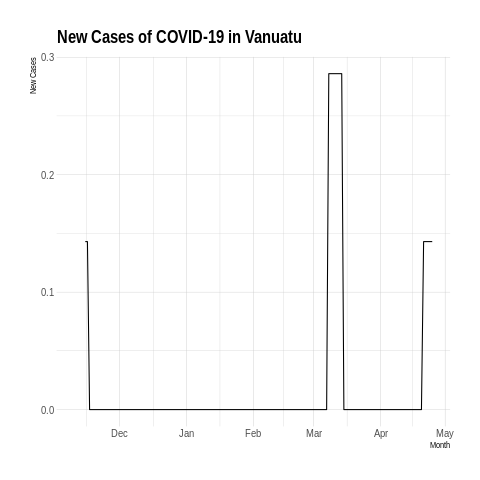 New Cases of COVID-19 in Vanuatu
New Cases
0.3
0.2
0.1
0.0
Dec Jan Feb Mar Apr May
Month